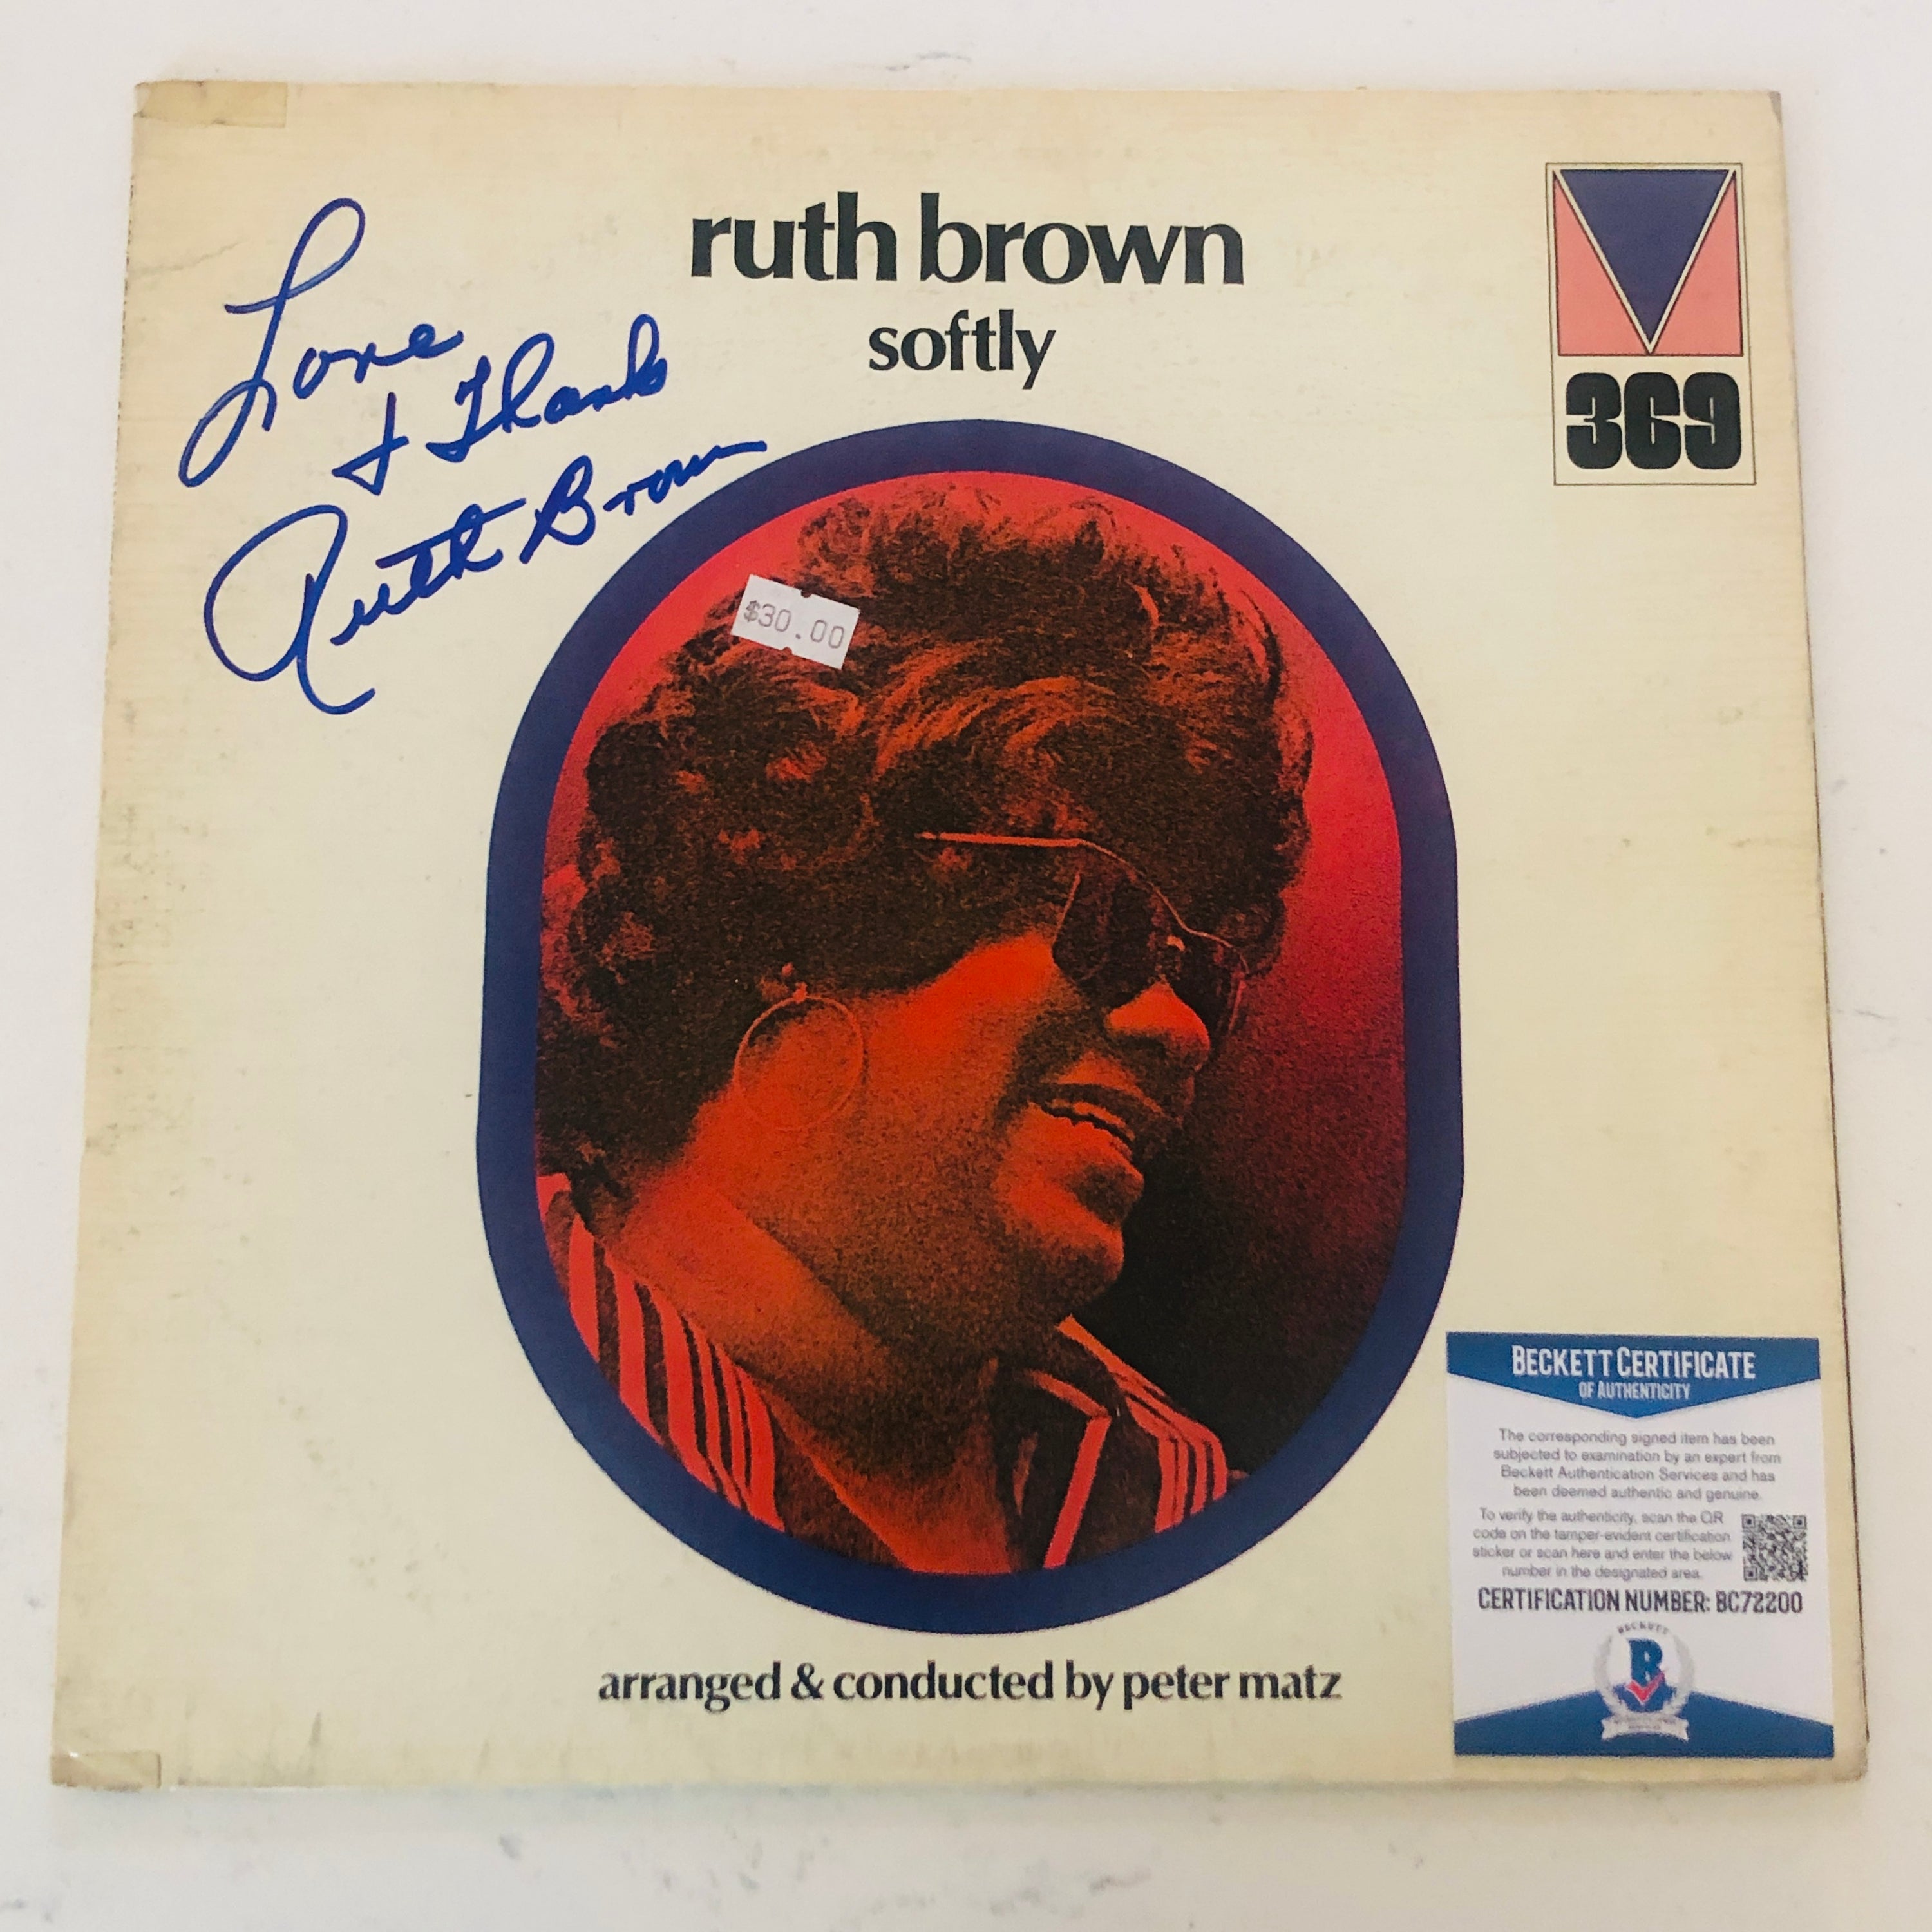 ruth brown
softly
Love
+ Thanks
Ruth Brown
369
$30.00
BECKETT CERTIFICATE
OF AUTHENTICITY
The corresponding signed item has been
subjected to examination by an expert from
Beckett Authentication Services and has
been deemed authentic and genuine.
To verify the authenticity, scan the QR
code on the tamper-evident certification
sticker or scan here and enter the below
number in the designated area.
CERTIFICATION NUMBER: BC72200
BECKETT
B
arranged & conducted by peter matz